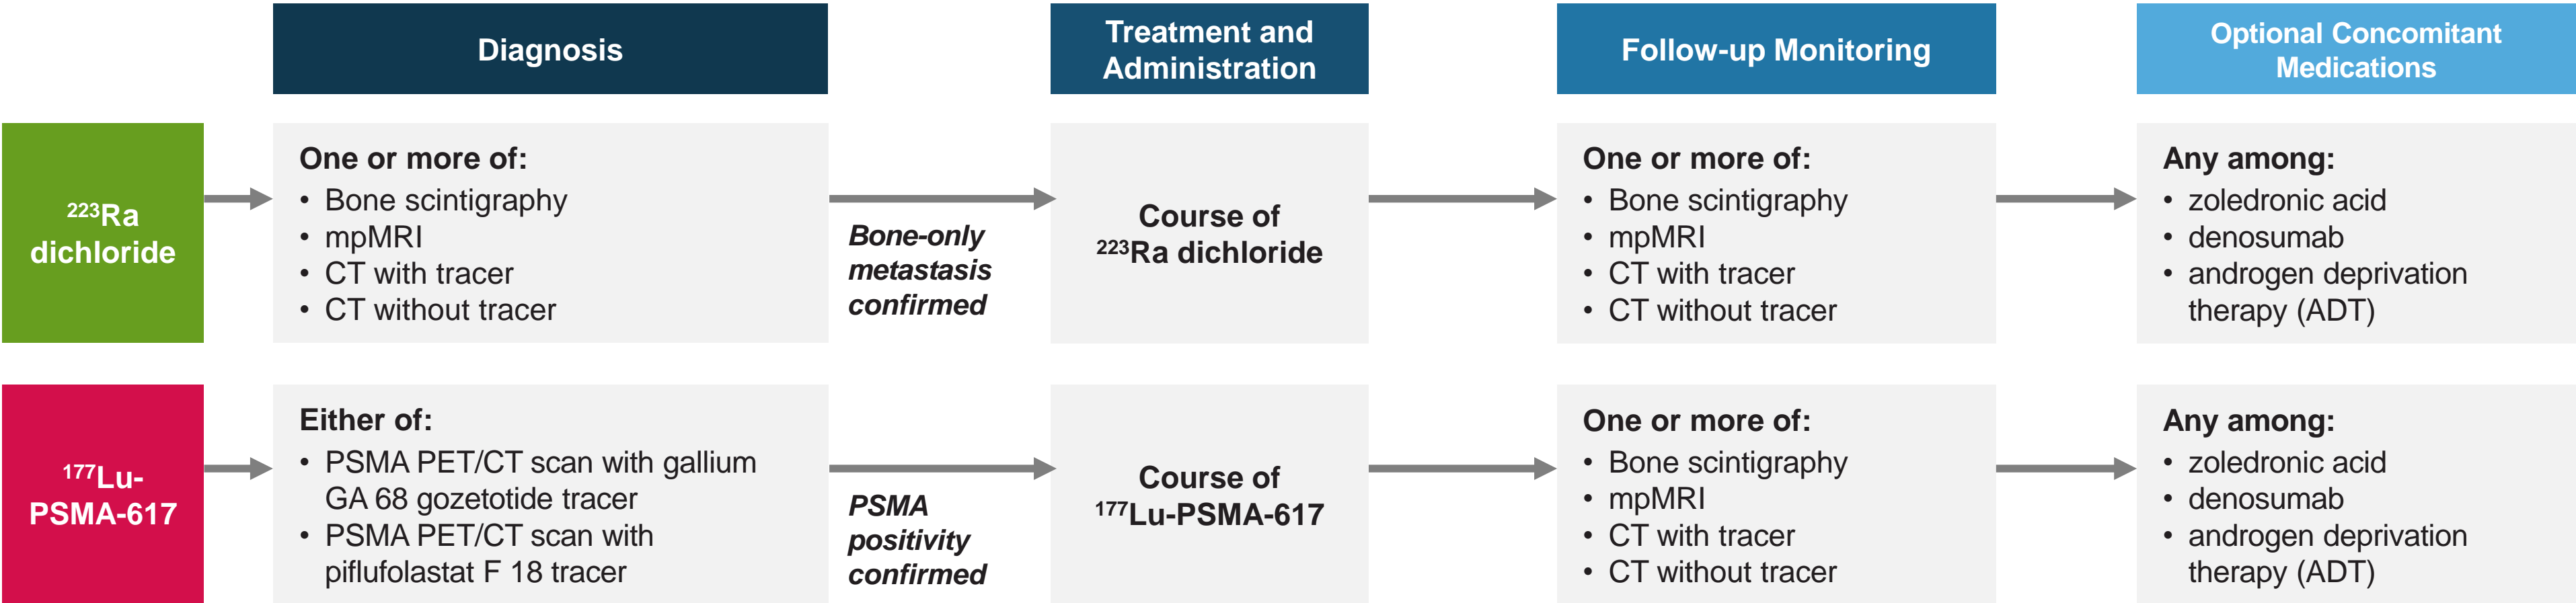 Diagnosis
Treatment and
Administration
Follow-up Monitoring
Optional Concomitant
Medications
²²³Ra
dichloride
One or more of:
• Bone scintigraphy
• mpMRI
• CT with tracer
• CT without tracer
Bone-only
metastasis
confirmed
Course of
²²³Ra dichloride
One or more of:
• Bone scintigraphy
• mpMRI
• CT with tracer
• CT without tracer
Any among:
• zoledronic acid
• denosumab
• androgen deprivation
therapy (ADT)
¹⁷⁷Lu-
PSMA-617
Either of:
• PSMA PET/CT scan with gallium
GA 68 gozetotide tracer
• PSMA PET/CT scan with
piflufolastat F 18 tracer
PSMA
positivity
confirmed
Course of
¹⁷⁷Lu-PSMA-617
One or more of:
• Bone scintigraphy
• mpMRI
• CT with tracer
• CT without tracer
Any among:
• zoledronic acid
• denosumab
• androgen deprivation
therapy (ADT)